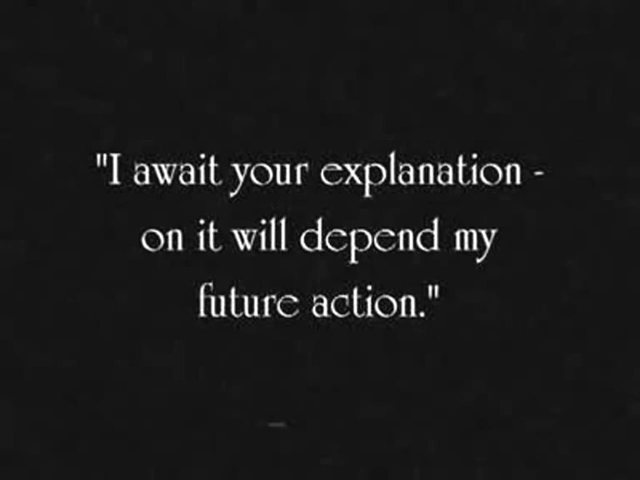 "I await your explanation -
on it will depend my
future action."